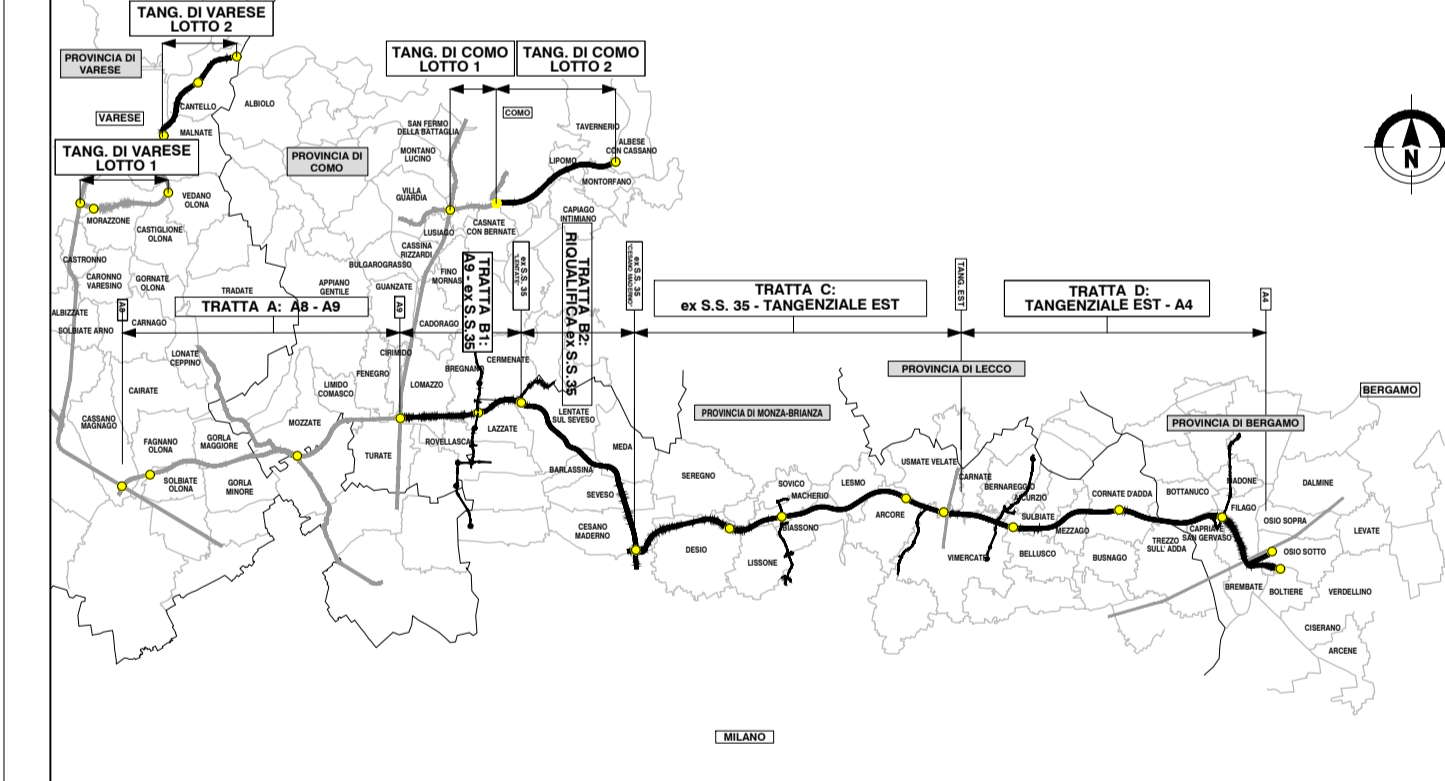 TANG. DI VARESE
LOTTO 2
PROVINCIA DI
VARESE
CANTELLO
ALBIOLO
VARESE
MALNATE
TANG. DI VARESE
LOTTO 1
PROVINCIA DI
COMO
VEDANO
OLONA
MORAZZONE
CASTIGLIONE
OLONA
TANG. DI COMO
LOTTO 1
TANG. DI COMO
LOTTO 2
COMO
SAN FERMO
DELLA BATTAGLIA
TAVERNERIO
ALBESE
CON CASSANO
MONTANO
LUCINO
LIPOMO
MONTORFANO
VILLA
GUARDIA
LUSIAGO
CASNATE
CON BERNATE
CAPIAGO
INTIMIANO
N
CASTRONNO
CARONNO
VARESINO
GORNATE
OLONA
TRADATE
APPIANO
GENTILE
BULGAROGRASSO
CASSINA
RIZZARDI
GUANZATE
FINO
MORNAS
ALBIZZATE
SOLBIATE ARNO
CARNAGO
A8
TRATTA A: A8 - A9
A9
CADORAGO
TRATTA B1:
A9 - ex S.S.35
ex S.S. 35
"LENTATE"
TRATTA B2:
RIQUALIFICA ex S.S.35
ex S.S. 35
"CESANO MADERNO"
TRATTA C:
ex S.S. 35 - TANGENZIALE EST
TANG. EST
TRATTA D:
TANGENZIALE EST - A4
A4
LONATE
CEPPINO
CIRIMIDO
FENEGRO
LIMIDO
COMASCO
LOMAZZO
BREGNANO
CERMENATE
CAIRATE
CASSANO
MAGNAGO
FAGNANO
OLONA
GORLA
MAGGIORE
MOZZATE
SOLBIATE
OLONA
GORLA
MINORE
TURATE
ROVELLASCA
LAZZATE
LENTATE
SUL SEVESO
MEDA
BARLASSINA
SEVESO
CESANO
MADERNO
PROVINCIA DI LECCO
PROVINCIA DI MONZA-BRIANZA
BERGAMO
PROVINCIA DI BERGAMO
SEREGNO
SOVICO
MACHERIO
LESMO
BIASSONO
DESIO
LISSONE
ARCORE
USMATE VELATE
CARNATE
BERNAREGGIO
AICURZIO
SULBIATE
VIMERCATE
BELLUSCO
MEZZAGO
CORNATE D'ADDA
BUSNAGO
BOTTANUCO
TREZZO
SULL' ADDA
CAPRIATE
SAN GERVASO
MADONE
FILAGO
DALMINE
OSIO SOPRA
LEVATE
OSIO SOTTO
BREMBATE
BOLTIERE
VERDELLINO
CISERANO
ARCENE
MILANO